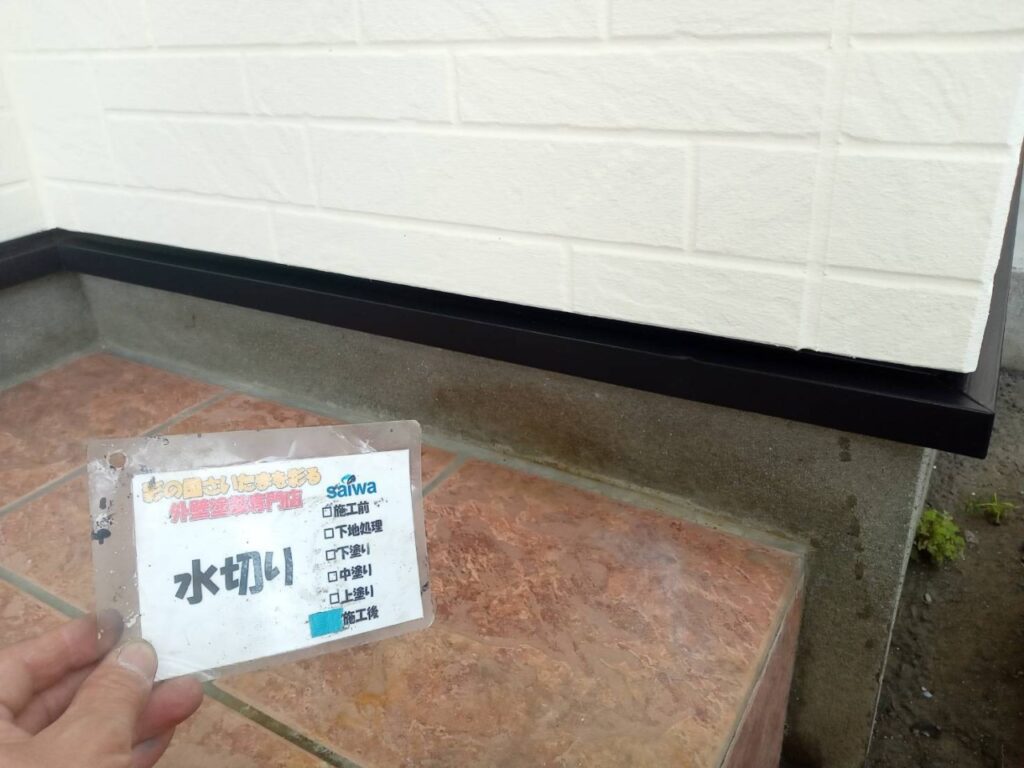 彩の国さいたまを彩る
外壁塗装専門店
saiwa
水切り
□施工前
□下地処理
□下塗り
□中塗り
□上塗り
施工後